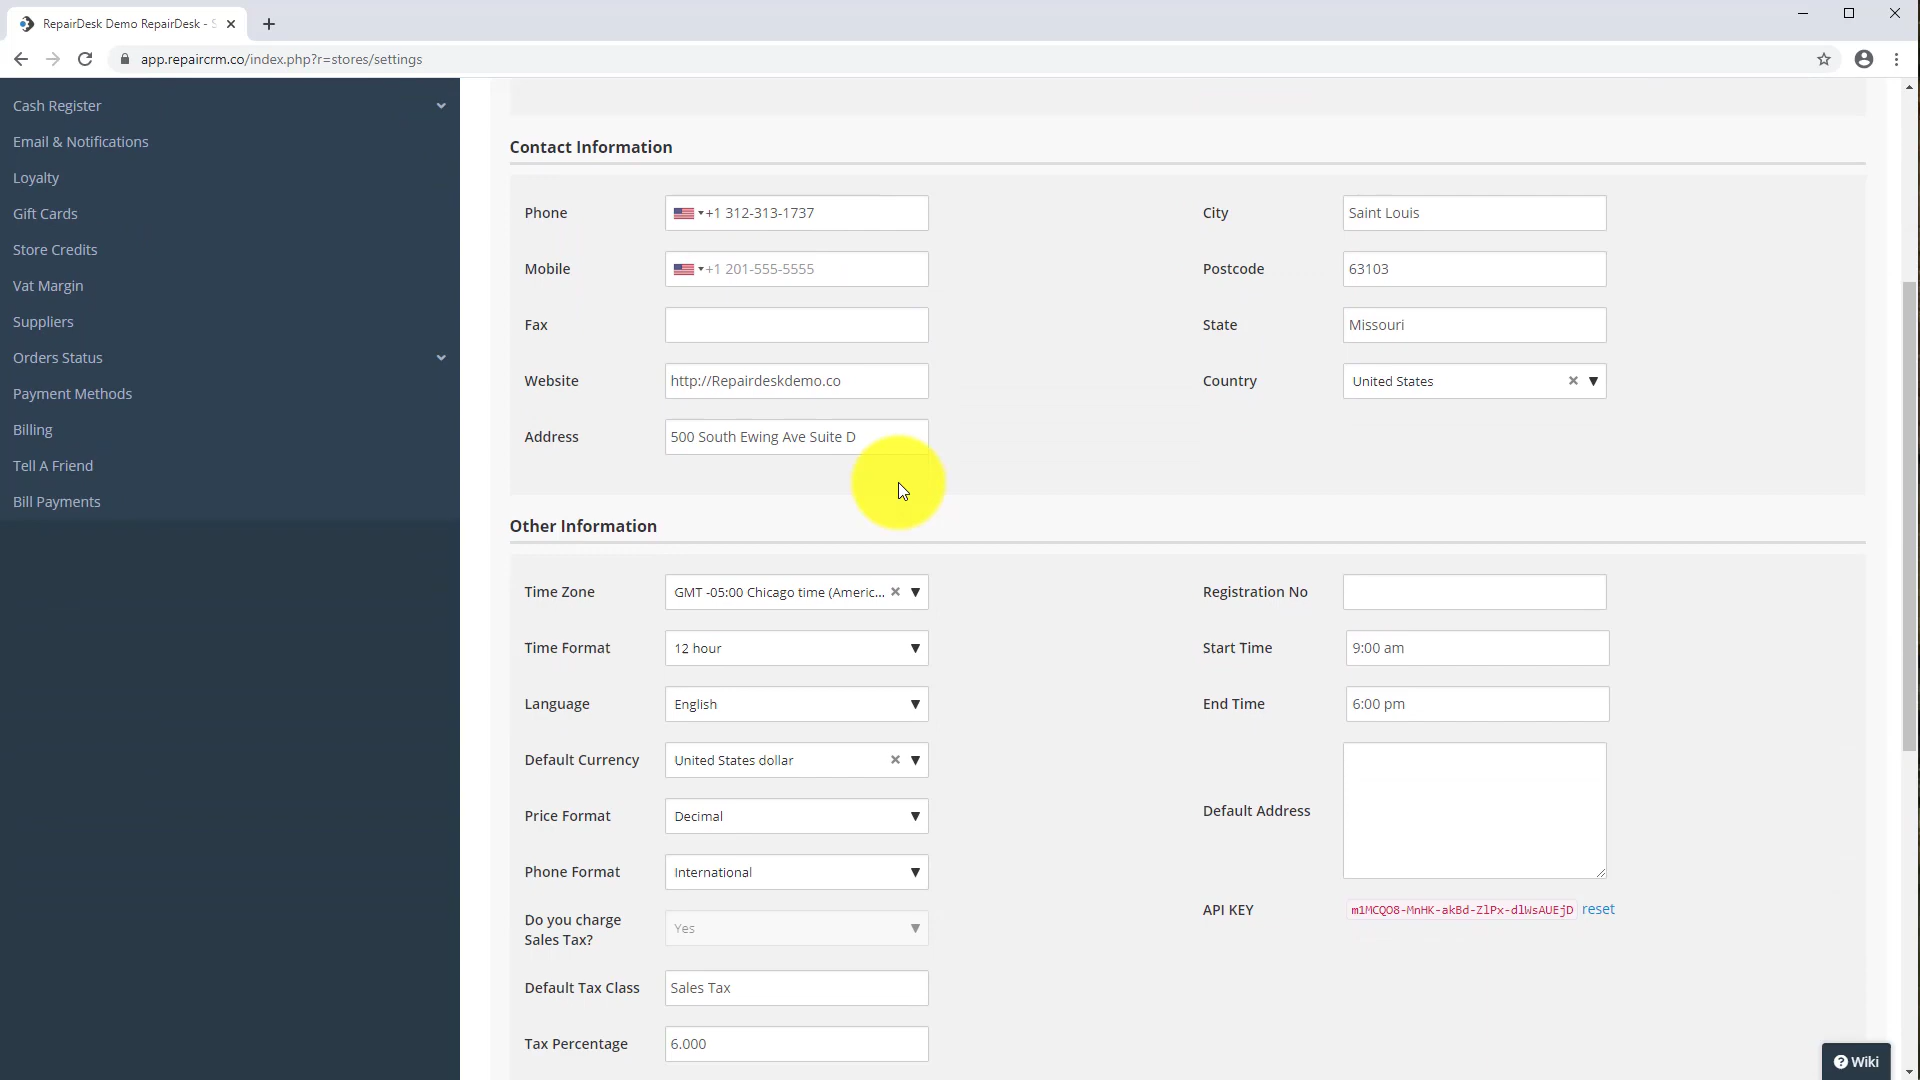 RepairDesk Demo RepairDesk - S
app.repaircrm.co/index.php?r=stores/settings
Cash Register
Email & Notifications
Loyalty
Gift Cards
Store Credits
Vat Margin
Suppliers
Orders Status
Payment Methods
Billing
Tell A Friend
Bill Payments
Contact Information
Phone +1 312-313-1737 City Saint Louis
Mobile +1 201-555-5555 Postcode 63103
Fax State Missouri
Website http://Repairdeskdemo.co Country United States
Address 500 South Ewing Ave Suite D
Other Information
Time Zone GMT -05:00 Chicago time (Americ... Registration No
Time Format 12 hour Start Time 9:00 am
Language English End Time 6:00 pm
Default Currency United States dollar
Price Format Decimal Default Address
Phone Format International
Do you charge
Sales Tax? Yes
API KEY m1MCQO8-MnHK-akBd-ZlPx-dlWsAUEjD reset
Default Tax Class Sales Tax
Tax Percentage 6.000
Wiki